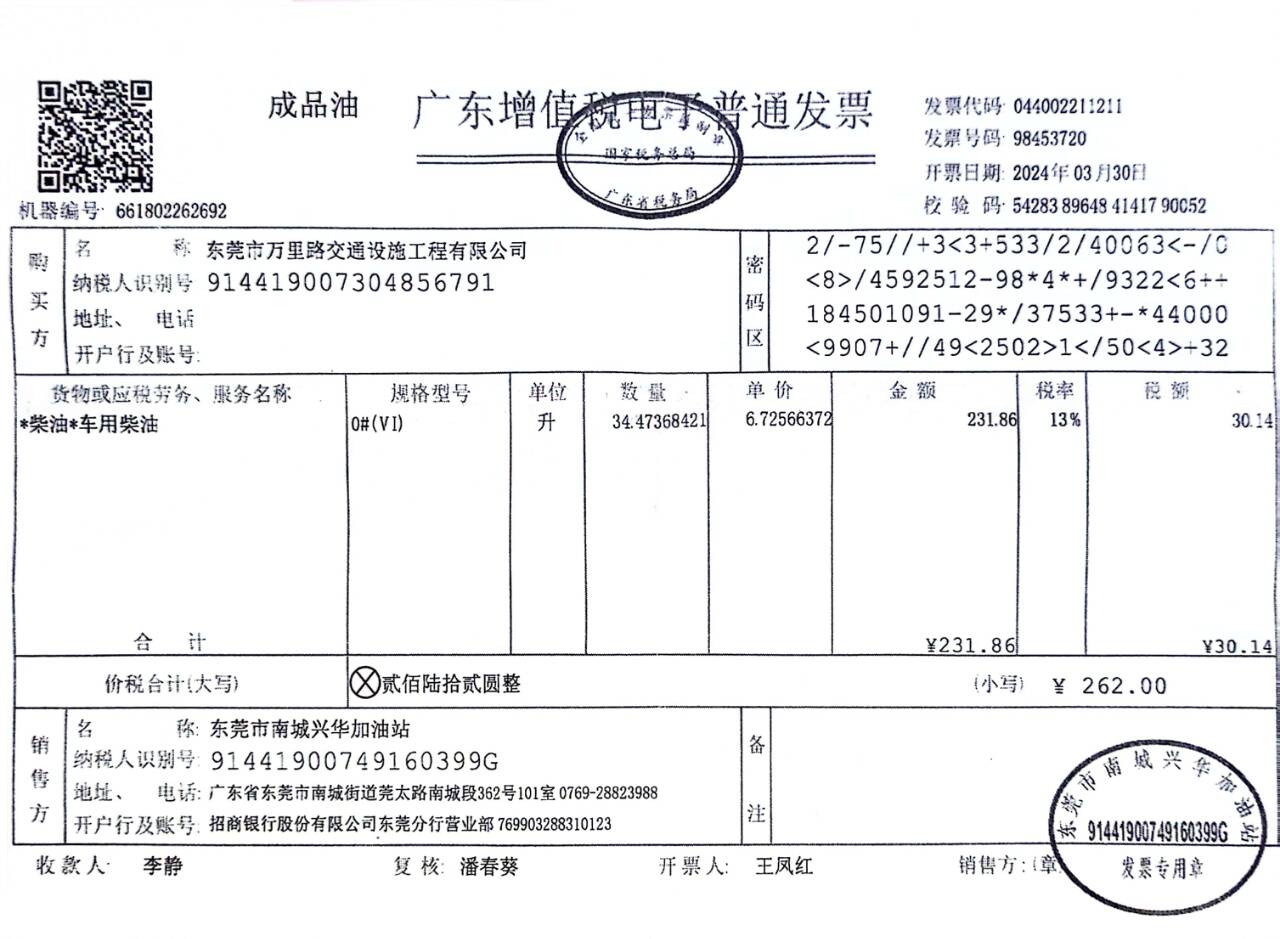 成品油 广东增值税电子普通发票
国家税务总局
广东省税务局
发票代码: 044002211211
发票号码: 98453720
开票日期: 2024年03月30日
校验码: 54283 89648 41417 90052
机器编号: 661802262692
购买方
名称: 东莞市万里路交通设施工程有限公司
纳税人识别号: 914419007304856791
地址、电话:
开户行及账号:
密码区
2/-75//+3<3+533/2/40063<-/0
<8>/4592512-98*4*+/9322<6++
184501091-29*/37533+-*44000
<9907+//49<2502>1</50<4>+32
货物或应税劳务、服务名称 规格型号 单位 数量 单价 金额 税率 税额
*柴油*车用柴油 0#(VI) 升 34.47368421 6.72566372 231.86 13% 30.14
合计 ¥231.86 ¥30.14
价税合计(大写) ⊗贰佰陆拾贰圆整 (小写) ¥ 262.00
销售方
名称: 东莞市南城兴华加油站
纳税人识别号: 91441900749160399G
地址、电话: 广东省东莞市南城街道莞太路南城段362号101室 0769-28823988
开户行及账号: 招商银行股份有限公司东莞分行营业部 769903288310123
备注
东莞市南城兴华加油站
91441900749160399G
发票专用章
收款人: 李静 复核: 潘春葵 开票人: 王凤红 销售方:(章)